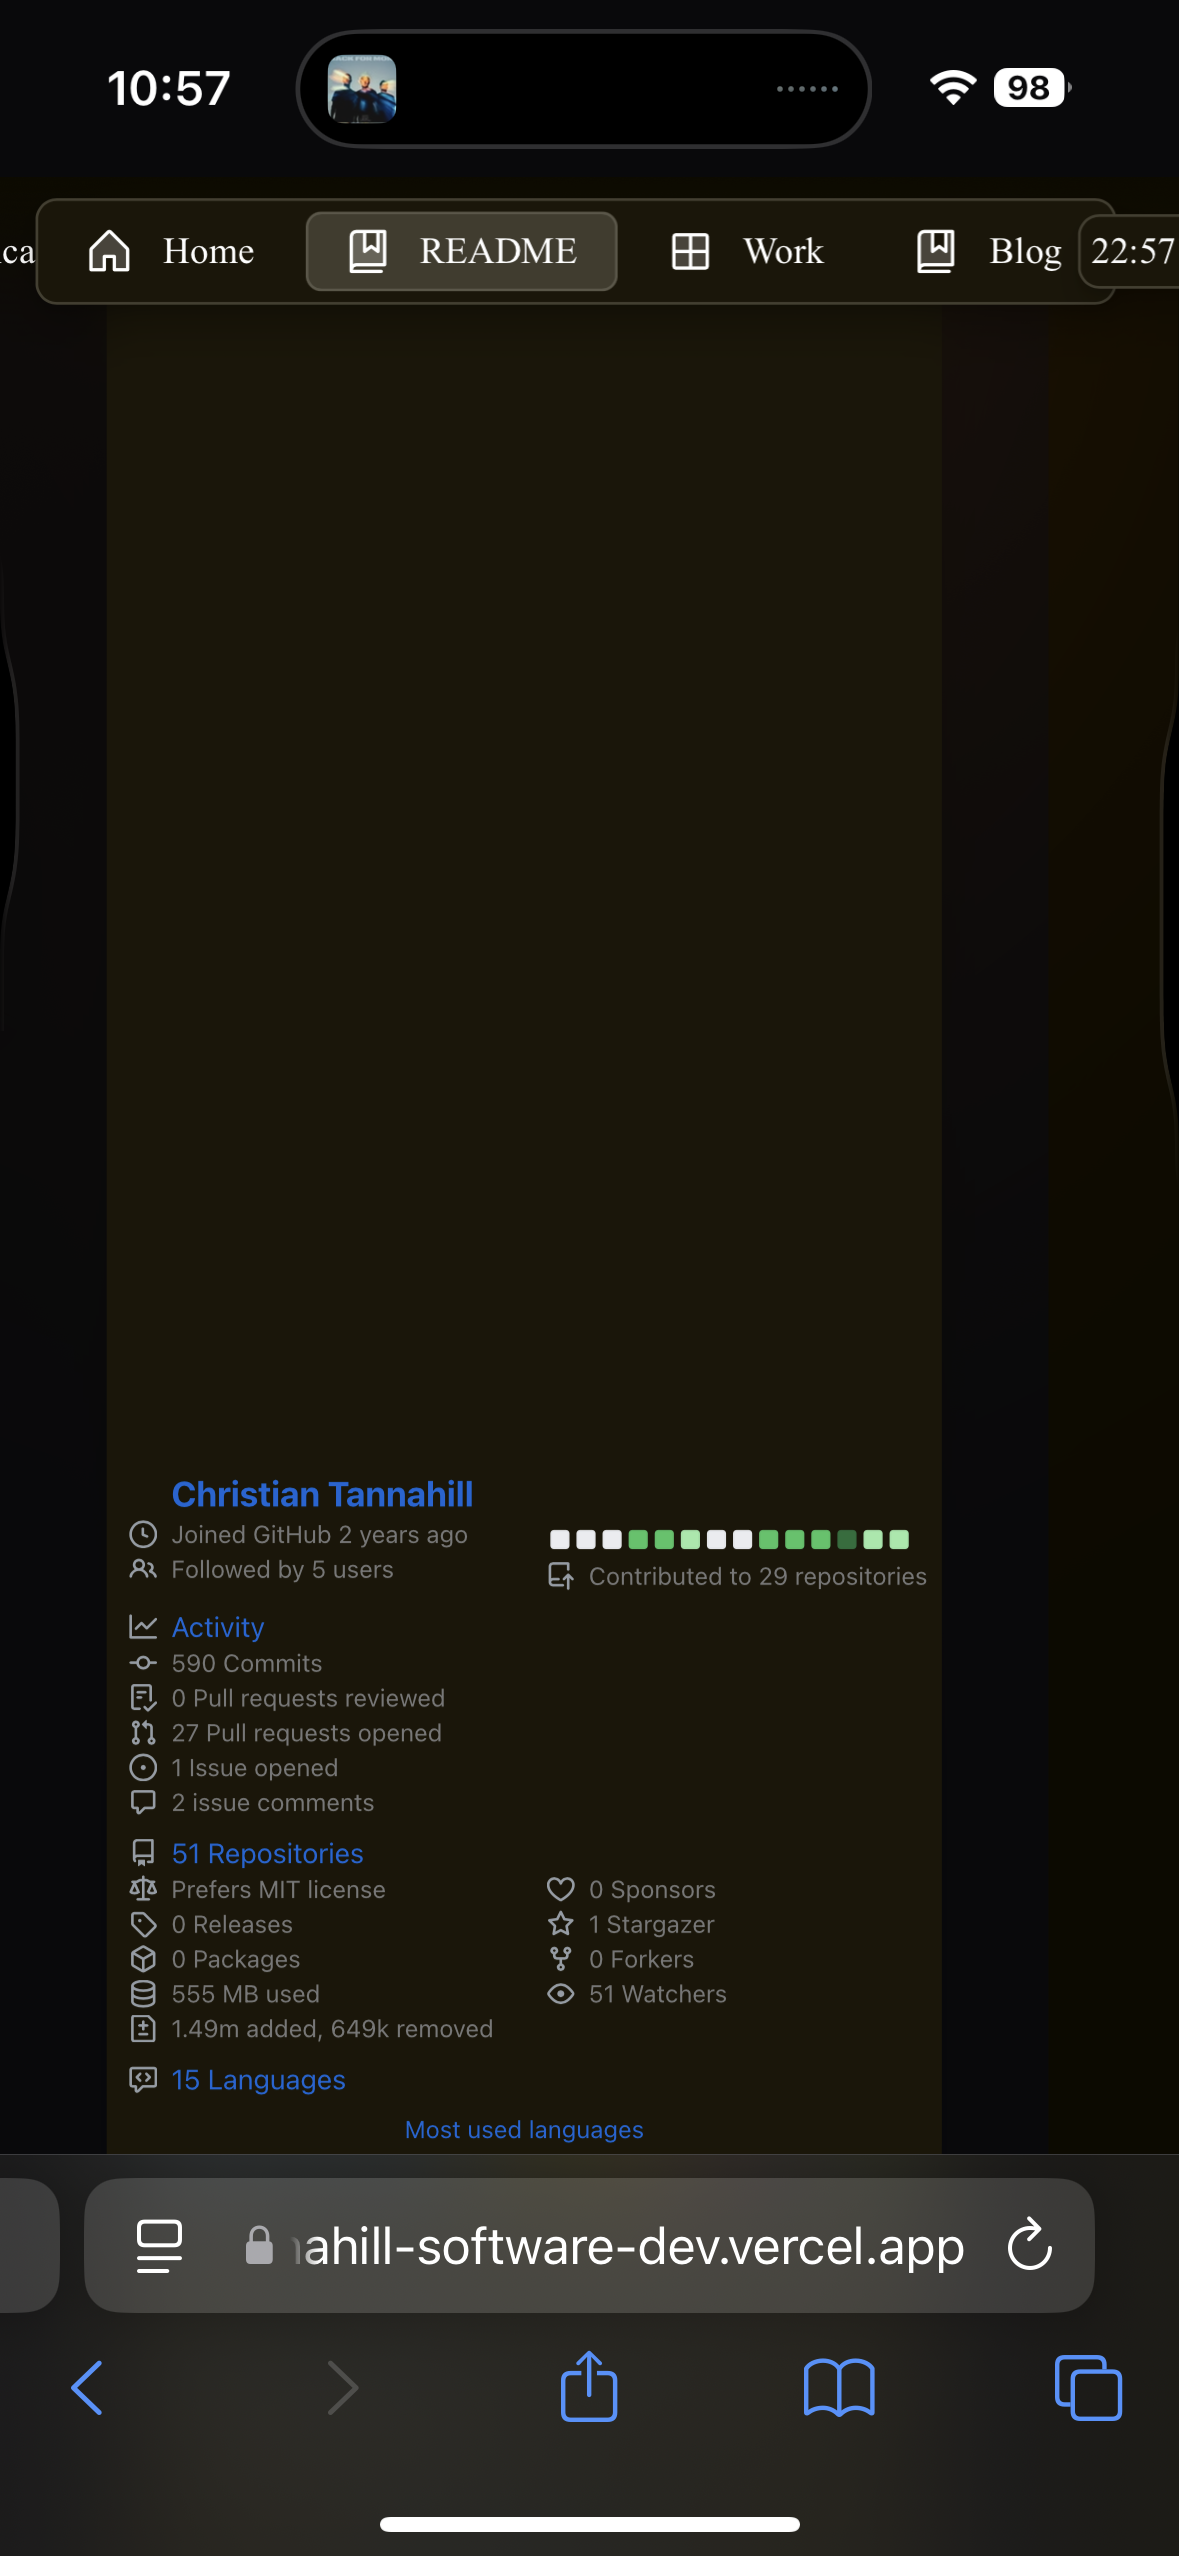 10:57
98
ca
Home
README
Work
Blog
22:57
Christian Tannahill
Joined GitHub 2 years ago
Followed by 5 users
Contributed to 29 repositories
Activity
590 Commits
0 Pull requests reviewed
27 Pull requests opened
1 Issue opened
2 issue comments
51 Repositories
Prefers MIT license
0 Sponsors
0 Releases
1 Stargazer
0 Packages
0 Forkers
555 MB used
51 Watchers
1.49m added, 649k removed
15 Languages
Most used languages
ahill-software-dev.vercel.app